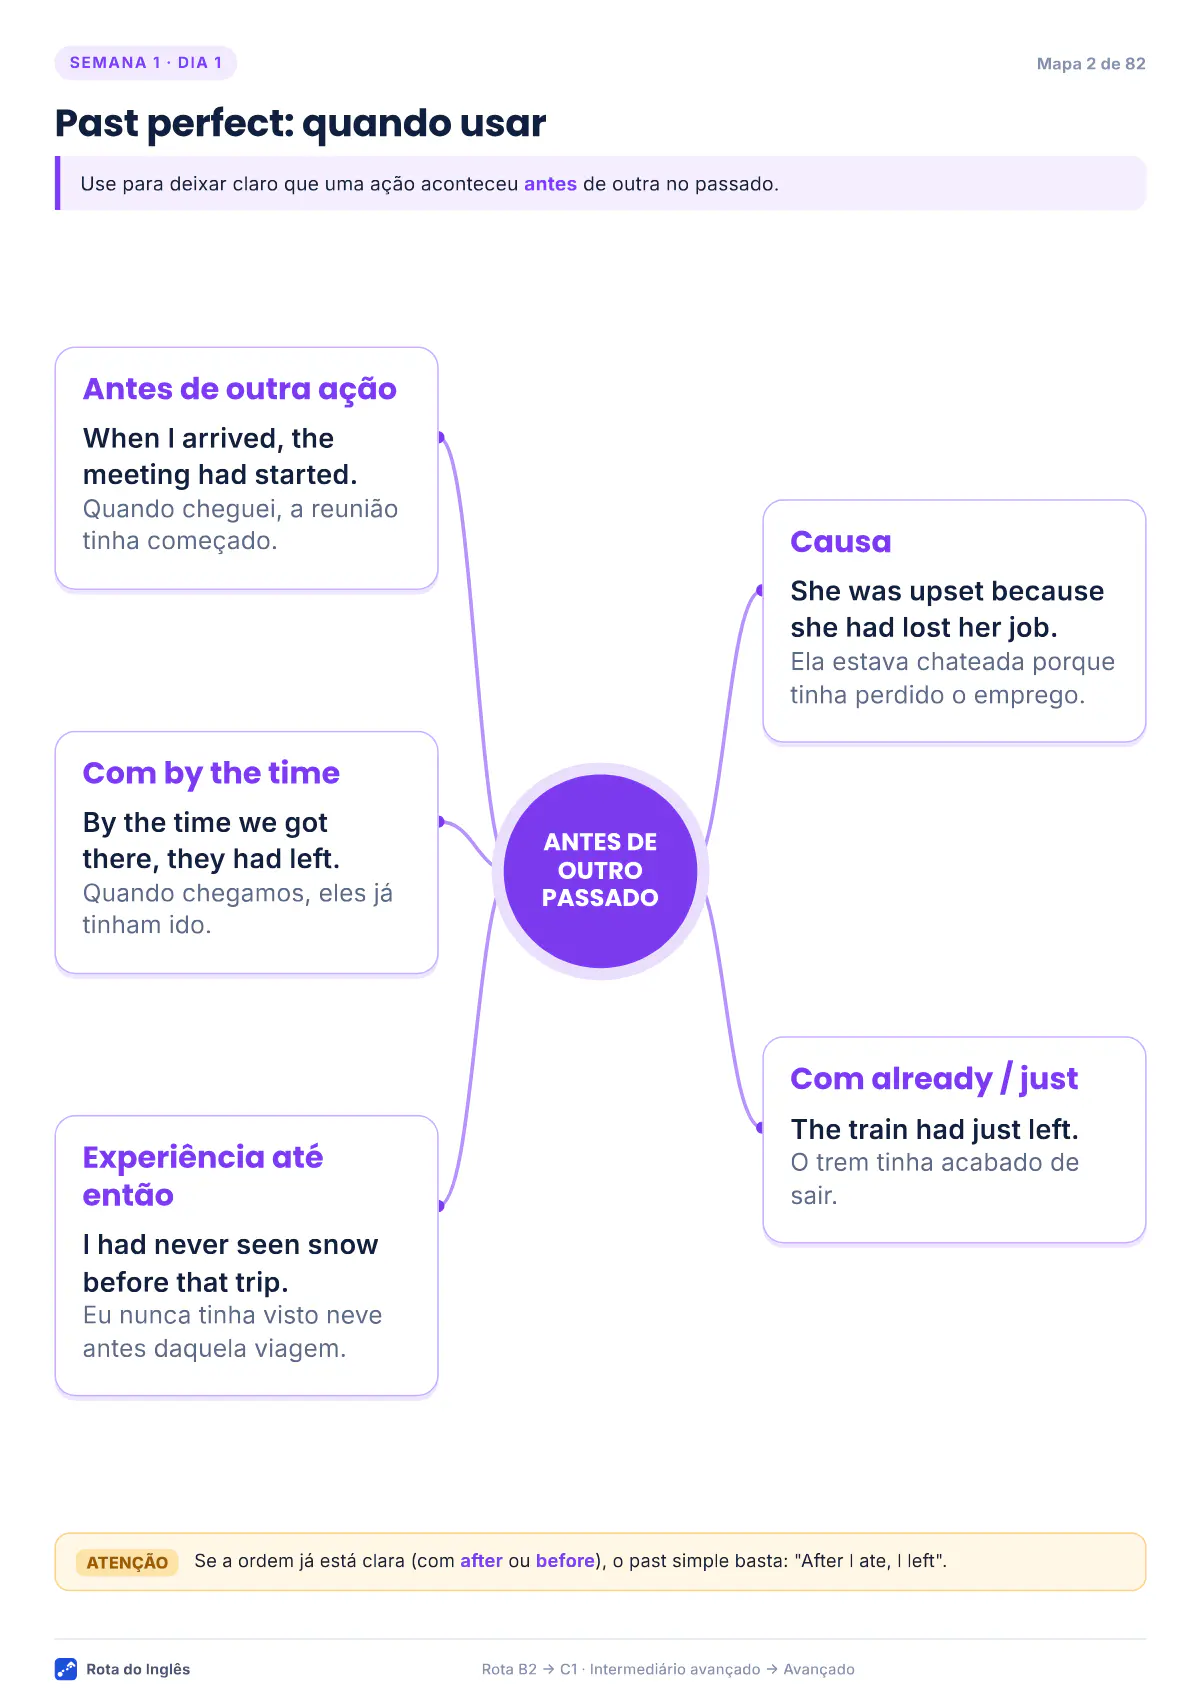 SEMANA 1 · DIA 1
Mapa 2 de 82
Past perfect: quando usar
Use para deixar claro que uma ação aconteceu antes de outra no passado.
Antes de outra ação
When I arrived, the
meeting had started.
Quando cheguei, a reunião
tinha começado.
Causa
She was upset because
she had lost her job.
Ela estava chateada porque
tinha perdido o emprego.
Com by the time
By the time we got
there, they had left.
Quando chegamos, eles já
tinham ido.
ANTES DE
OUTRO
PASSADO
Com already / just
The train had just left.
O trem tinha acabado de
sair.
Experiência até
então
I had never seen snow
before that trip.
Eu nunca tinha visto neve
antes daquela viagem.
ATENÇÃO Se a ordem já está clara (com after ou before), o past simple basta: "After I ate, I left".
Rota do Inglês
Rota B2 → C1 · Intermediário avançado → Avançado